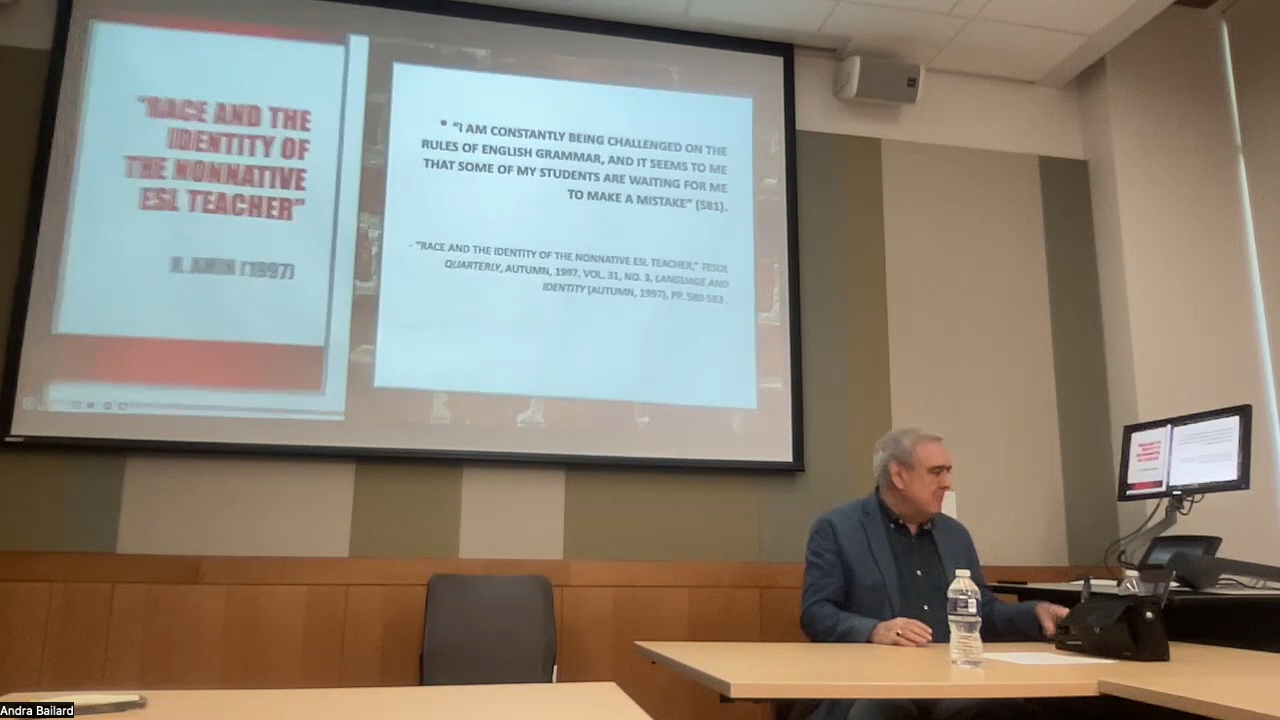 "RACE AND THE
IDENTITY OF
THE NONNATIVE
ESL TEACHER"
(1997)
• "I AM CONSTANTLY BEING CHALLENGED ON THE
RULES OF ENGLISH GRAMMAR, AND IT SEEMS TO ME
THAT SOME OF MY STUDENTS ARE WAITING FOR ME
TO MAKE A MISTAKE" (581).
- "RACE AND THE IDENTITY OF THE NONNATIVE ESL TEACHER," TESOL
QUARTERLY, AUTUMN, 1997, VOL. 31, NO. 3, LANGUAGE AND
IDENTITY (AUTUMN, 1997), PP. 580-583.
Andra Bailard